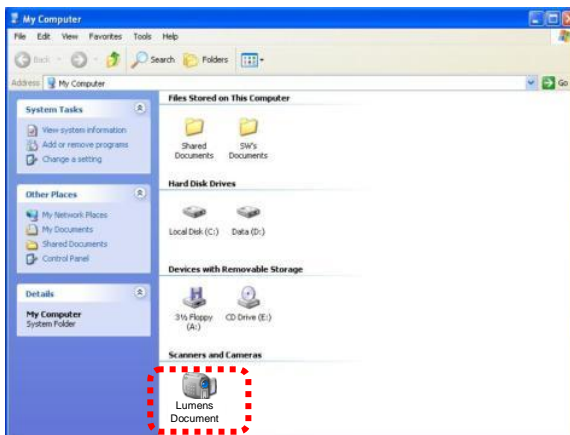 My Computer
File Edit View Favorites Tools Help
Back Search Folders
Address My Computer Go
System Tasks
View system information
Add or remove programs
Change a setting
Other Places
My Network Places
My Documents
Shared Documents
Control Panel
Details
My Computer
System Folder
Files Stored on This Computer
Shared Documents
SW's Documents
Hard Disk Drives
Local Disk (C:) Data (D:)
Devices with Removable Storage
3½ Floppy (A:)
CD Drive (E:)
Scanners and Cameras
Lumens
Document